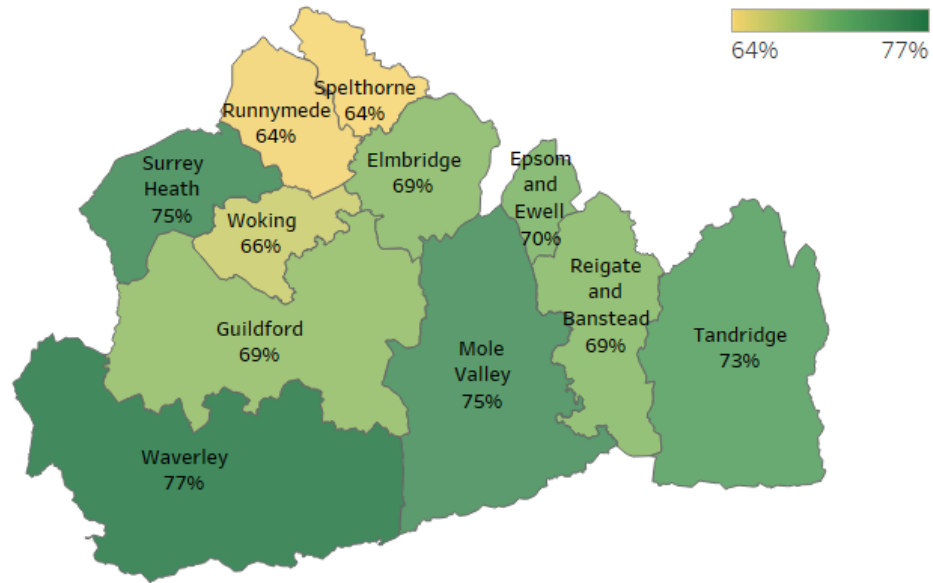 64%
77%
Spelthorne
64%
Runnymede
64%
Elmbridge
69%
Epsom
and
Ewell
70%
Surrey
Heath
75%
Woking
66%
Reigate
and
Banstead
69%
Guildford
69%
Mole
Valley
75%
Tandridge
73%
Waverley
77%